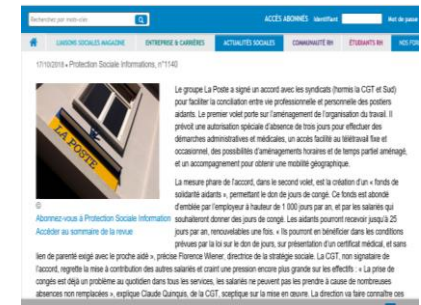 Rechercher par mots-clés
ACCÈS ABONNÉS Identifiant Mot de passe
LIAISONS SOCIALES MAGAZINE ENTREPRISE & CARRIÈRES ACTUALITÉS SOCIALES COMMUNAUTÉ RH ÉTUDIANTS RH NOS FOR
17/10/2018 • Protection Sociale Informations, n°1140
LA POSTE
Le groupe La Poste a signé un accord avec les syndicats (hormis la CGT et Sud)
pour faciliter la conciliation entre vie professionnelle et personnelle des postiers
aidants. Le premier volet porte sur l'aménagement de l'organisation du travail. Il
prévoit une autorisation spéciale d'absence de trois jours pour effectuer des
démarches administratives et médicales, un accès facilité au télétravail fixe et
occasionnel, des possibilités d'aménagements horaires et de temps partiel aménagé,
et un accompagnement pour obtenir une mobilité géographique.
La mesure phare de l'accord, dans le second volet, est la création d'un « fonds de
solidarité aidants », permettant le don de jours de congé. Ce fonds est abondé
d'emblée par l'employeur à hauteur de 1 000 jours par an, et par les salariés qui
souhaiteront donner des jours de congé. Les aidants pourront recevoir jusqu'à 25
jours par an, renouvelables une fois. « Ils pourront en bénéficier dans les conditions
prévues par la loi sur le don de jours, sur présentation d'un certificat médical, et sans
©
Abonnez-vous à Protection Sociale Information
Accéder au sommaire de la revue
lien de parenté exigé avec le proche aidé », précise Florence Wiener, directrice de la stratégie sociale. La CGT, non signataire de
l'accord, regrette la mise à contribution des autres salariés et craint une pression encore plus grande sur les effectifs : « La prise de
congés est déjà un problème au quotidien dans tous les services, les salariés ne peuvent pas les prendre à cause de nombreuses
absences non remplacées », explique Claude Quinquis, de la CGT, sceptique sur la mise en œuvre. La direction va faire connaître ces